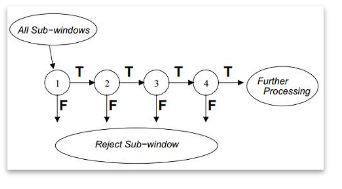 All Sub-windows
T T T T
1 2 3 4
Further
Processing
F F F F
Reject Sub-window